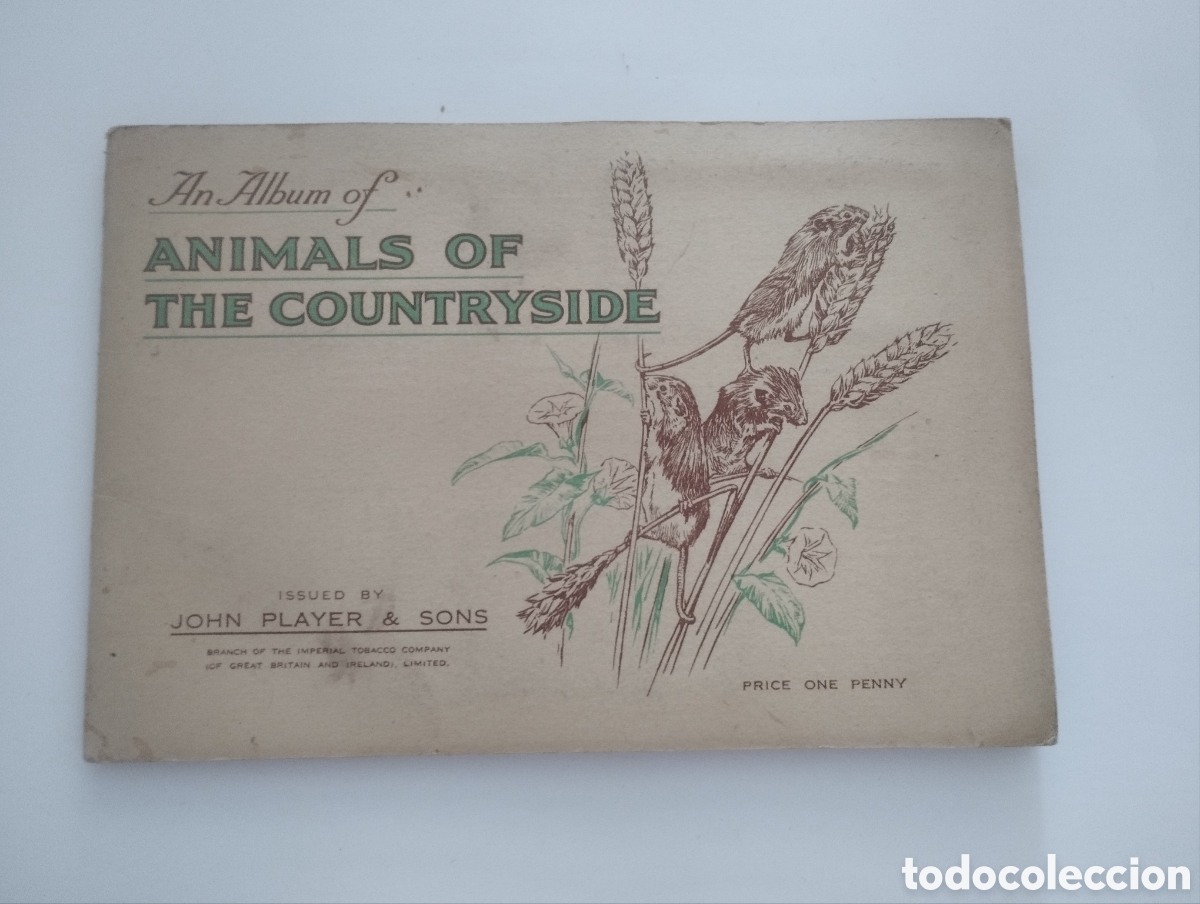 An Album of
ANIMALS OF
THE COUNTRYSIDE
ISSUED BY
JOHN PLAYER & SONS
BRANCH OF THE IMPERIAL TOBACCO COMPANY
(OF GREAT BRITAIN AND IRELAND), LIMITED.
PRICE ONE PENNY
todocoleccion